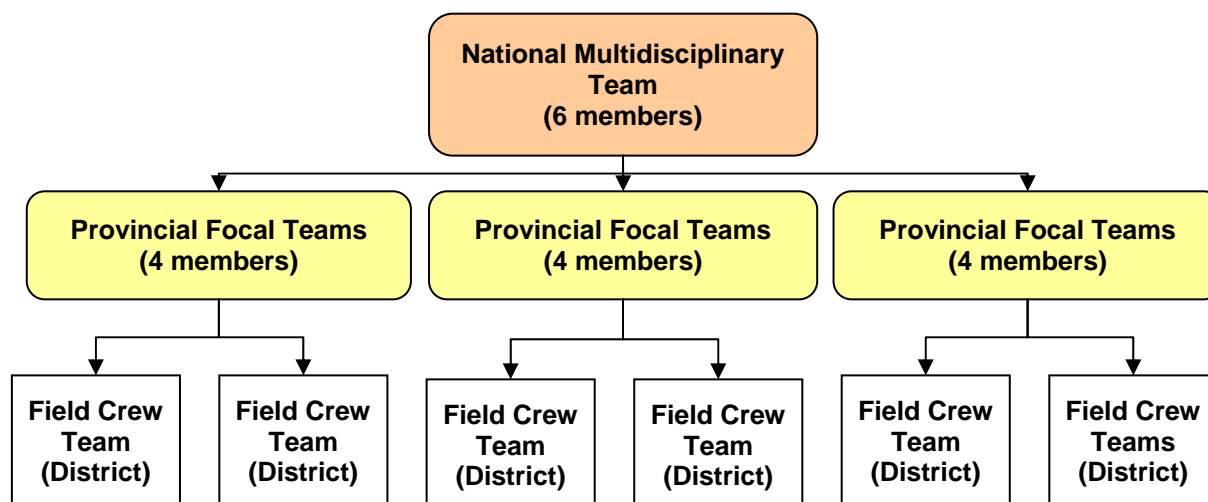 National Multidisciplinary
Team
(6 members)
Provincial Focal Teams
(4 members)
Provincial Focal Teams
(4 members)
Provincial Focal Teams
(4 members)
Field Crew
Team
(District)
Field Crew
Team
(District)
Field Crew
Team
(District)
Field Crew
Team
(District)
Field Crew
Team
(District)
Field Crew
Teams
(District)